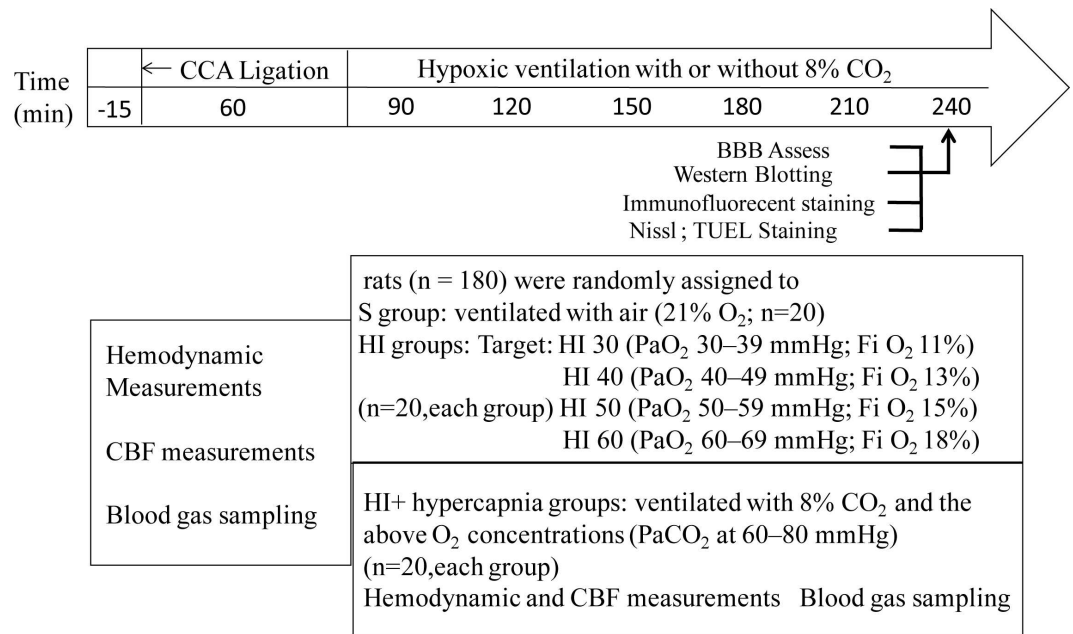 Time
(min)
← CCA Ligation
Hypoxic ventilation with or without 8% CO₂
-15 60 90 120 150 180 210 240
BBB Assess
Western Blotting
Immunofluorecent staining
Nissl ; TUEL Staining
Hemodynamic
Measurements
CBF measurements
Blood gas sampling
rats (n = 180) were randomly assigned to
S group: ventilated with air (21% O₂; n=20)
HI groups: Target: HI 30 (PaO₂ 30–39 mmHg; Fi O₂ 11%)
HI 40 (PaO₂ 40–49 mmHg; Fi O₂ 13%)
(n=20,each group) HI 50 (PaO₂ 50–59 mmHg; Fi O₂ 15%)
HI 60 (PaO₂ 60–69 mmHg; Fi O₂ 18%)
HI+ hypercapnia groups: ventilated with 8% CO₂ and the
above O₂ concentrations (PaCO₂ at 60–80 mmHg)
(n=20,each group)
Hemodynamic and CBF measurements Blood gas sampling